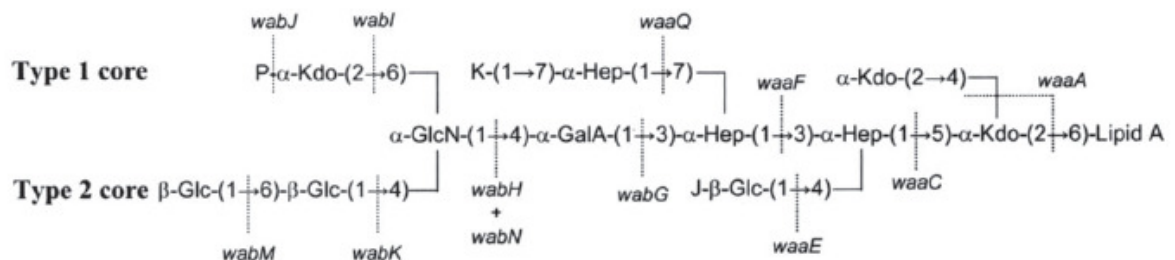 wabJ wabI waaQ
Type 1 core P-α-Kdo-(2→6) K-(1→7)-α-Hep-(1→7) α-Kdo-(2→4) waaA
waaF
α-GlcN-(1→4)-α-GalA-(1→3)-α-Hep-(1→3)-α-Hep-(1→5)-α-Kdo-(2→6)-Lipid A
Type 2 core β-Glc-(1→6)-β-Glc-(1→4) wabH wabG J-β-Glc-(1→4) waaC
+
wabM wabK wabN waaE